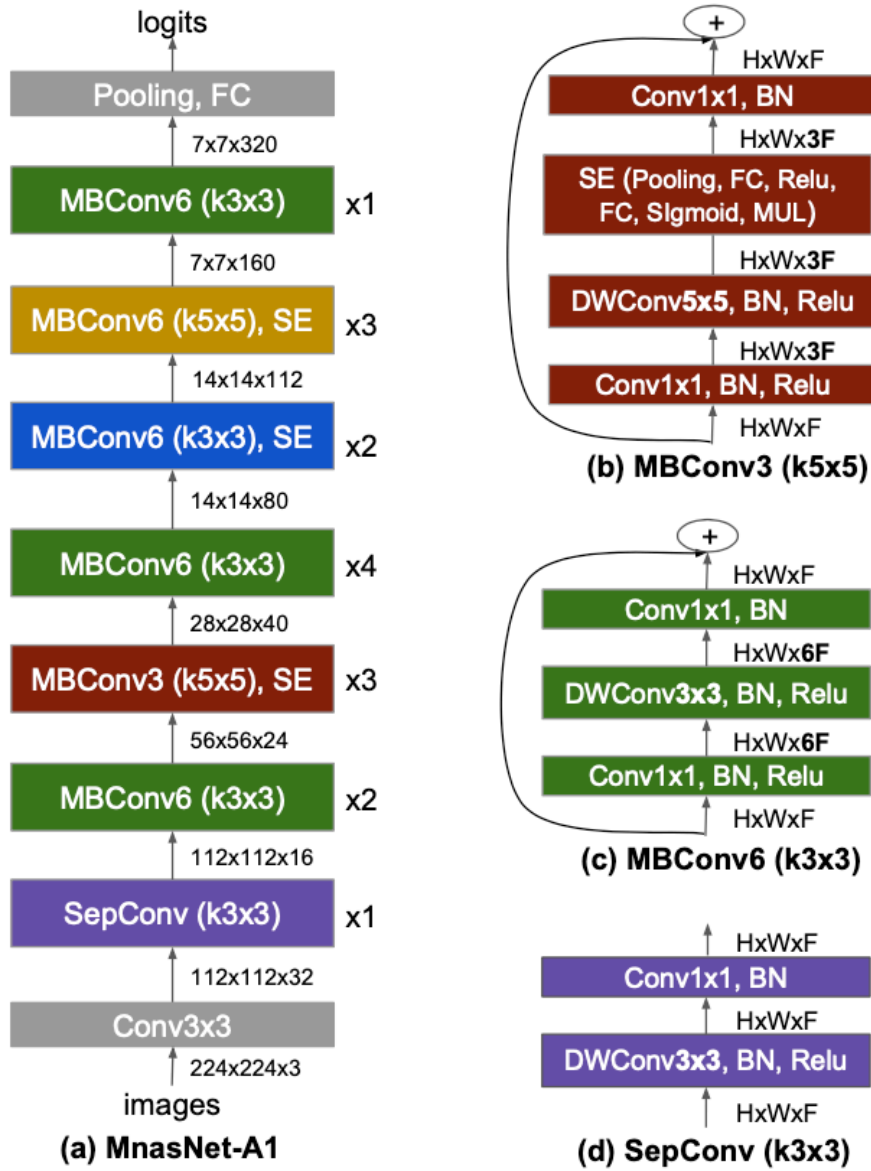 logits
Pooling, FC
7x7x320
MBConv6 (k3x3)
x1
7x7x160
MBConv6 (k5x5), SE
x3
14x14x112
MBConv6 (k3x3), SE
x2
14x14x80
MBConv6 (k3x3)
x4
28x28x40
MBConv3 (k5x5), SE
x3
56x56x24
MBConv6 (k3x3)
x2
112x112x16
SepConv (k3x3)
x1
112x112x32
Conv3x3
224x224x3
images
(a) MnasNet-A1
+
HxWxF
Conv1x1, BN
HxWx3F
SE (Pooling, FC, Relu,
FC, SIgmoid, MUL)
HxWx3F
DWConv5x5, BN, Relu
HxWx3F
Conv1x1, BN, Relu
HxWxF
(b) MBConv3 (k5x5)
+
HxWxF
Conv1x1, BN
HxWx6F
DWConv3x3, BN, Relu
HxWx6F
Conv1x1, BN, Relu
HxWxF
(c) MBConv6 (k3x3)
HxWxF
Conv1x1, BN
HxWxF
DWConv3x3, BN, Relu
HxWxF
(d) SepConv (k3x3)